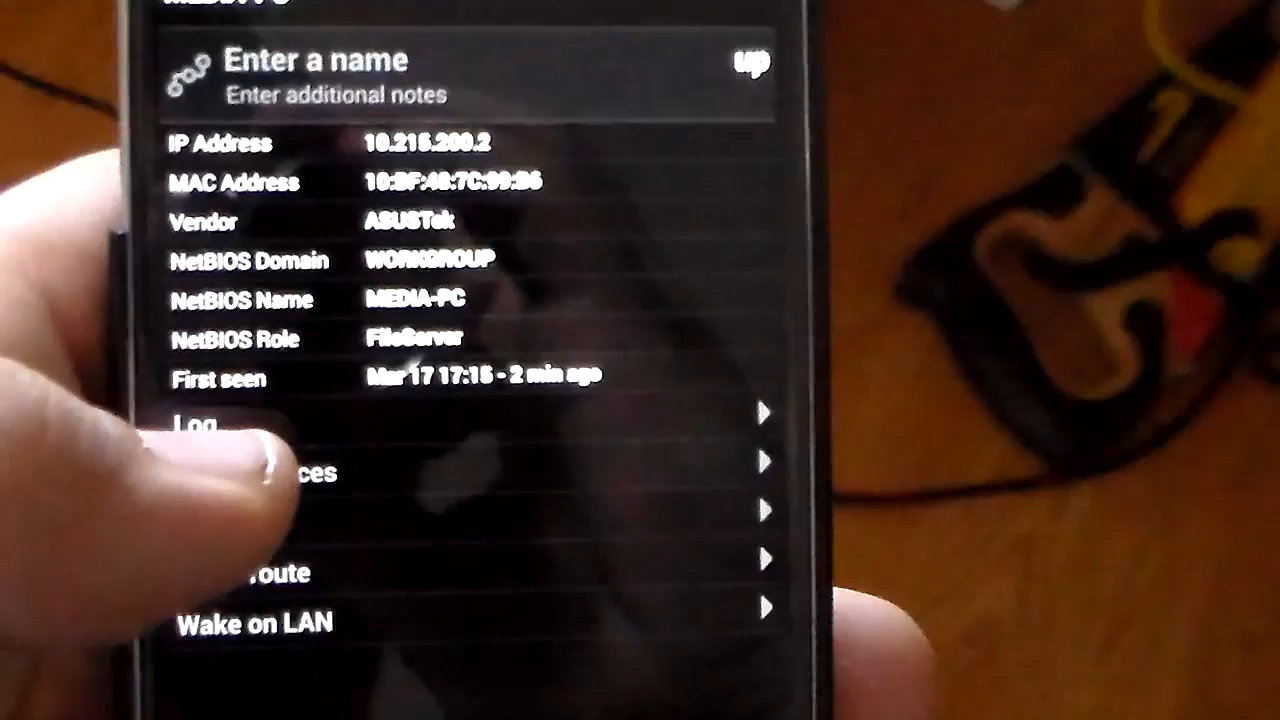 Enter a name
up
Enter additional notes
IP Address 10.215.200.2
MAC Address
Vendor ASUSTek
NetBIOS Domain WORKGROUP
NetBIOS Name MEDIA-PC
NetBIOS Role FileServer
First seen Mar 17 17:15 - 2 min ago
Log
ces
route
Wake on LAN